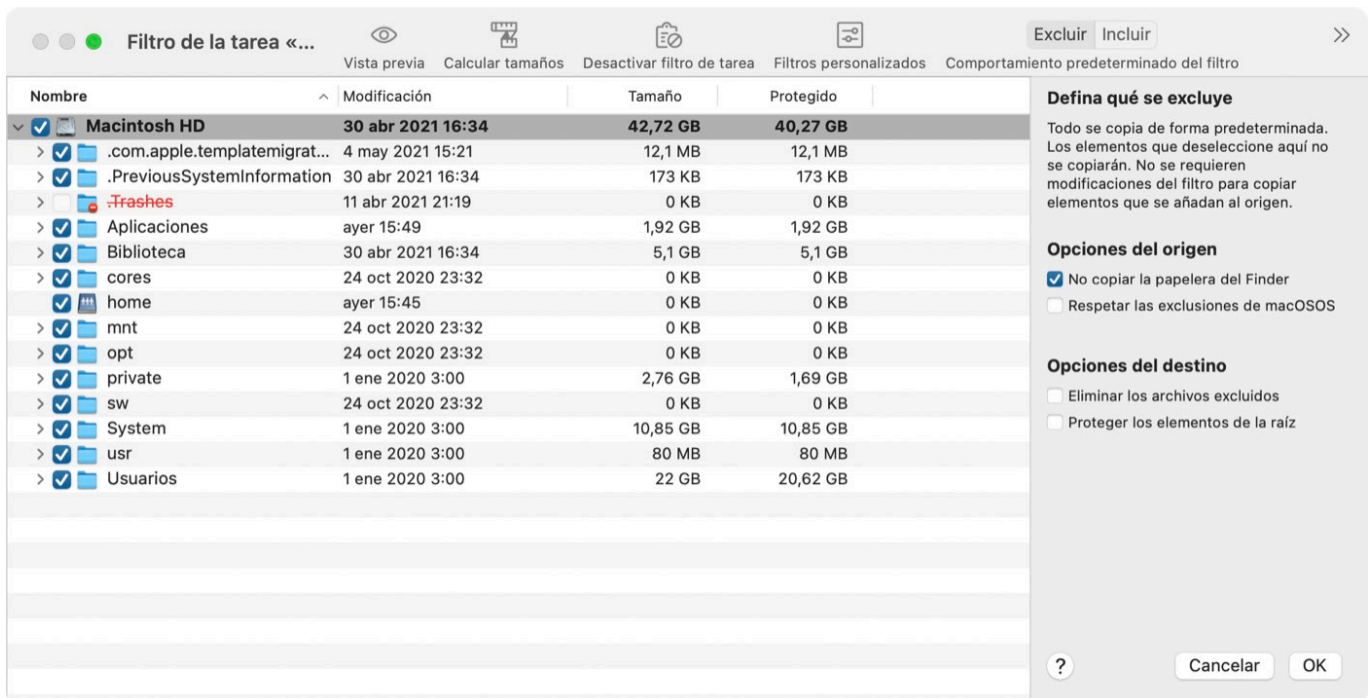 Filtro de la tarea «...
Vista previa
Calcular tamaños
Desactivar filtro de tarea
Filtros personalizados
Excluir Incluir
Comportamiento predeterminado del filtro
Nombre Modificación Tamaño Protegido
Macintosh HD 30 abr 2021 16:34 42,72 GB 40,27 GB
.com.apple.templatemigrat... 4 may 2021 15:21 12,1 MB 12,1 MB
.PreviousSystemInformation 30 abr 2021 16:34 173 KB 173 KB
.Trashes 11 abr 2021 21:19 0 KB 0 KB
Aplicaciones ayer 15:49 1,92 GB 1,92 GB
Biblioteca 30 abr 2021 16:34 5,1 GB 5,1 GB
cores 24 oct 2020 23:32 0 KB 0 KB
home ayer 15:45 0 KB 0 KB
mnt 24 oct 2020 23:32 0 KB 0 KB
opt 24 oct 2020 23:32 0 KB 0 KB
private 1 ene 2020 3:00 2,76 GB 1,69 GB
sw 24 oct 2020 23:32 0 KB 0 KB
System 1 ene 2020 3:00 10,85 GB 10,85 GB
usr 1 ene 2020 3:00 80 MB 80 MB
Usuarios 1 ene 2020 3:00 22 GB 20,62 GB
Defina qué se excluye
Todo se copia de forma predeterminada.
Los elementos que deseleccione aquí no
se copiarán. No se requieren
modificaciones del filtro para copiar
elementos que se añadan al origen.
Opciones del origen
No copiar la papelera del Finder
Respetar las exclusiones de macOSOS
Opciones del destino
Eliminar los archivos excluidos
Proteger los elementos de la raíz
?
Cancelar
OK